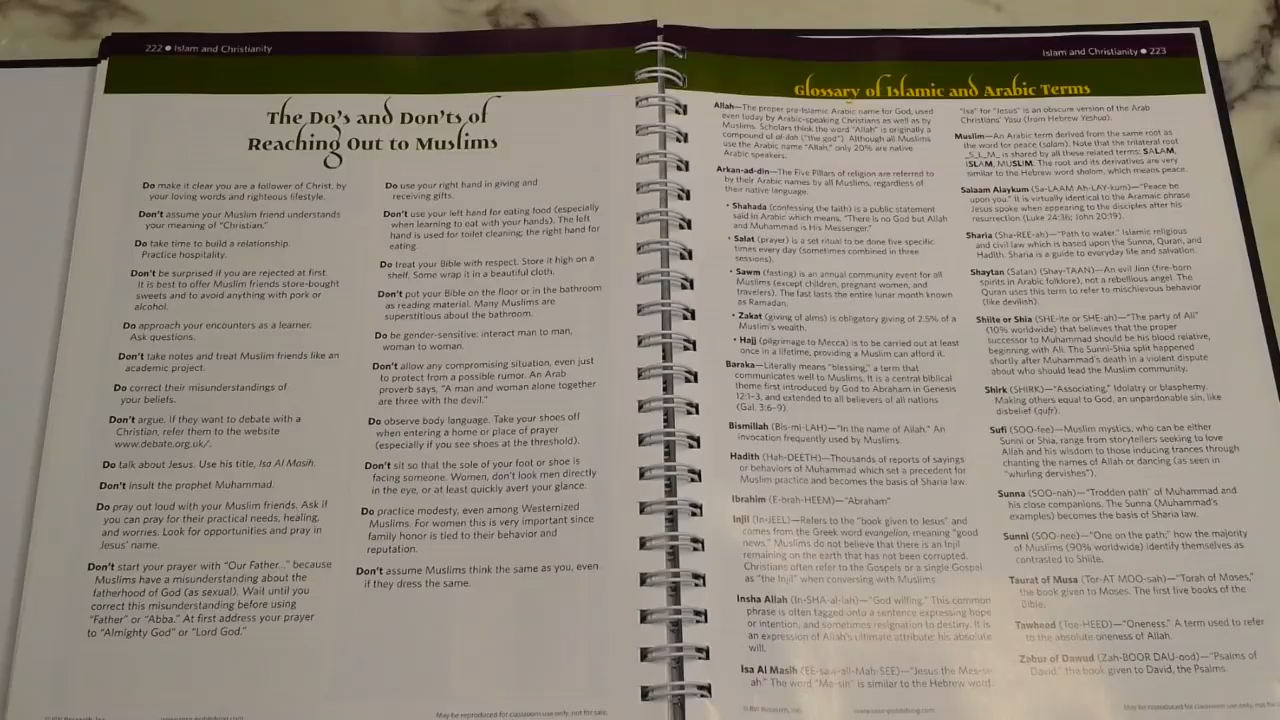 222 ● Islam and Christianity
The Do's and Don'ts of
Reaching Out to Muslims
Do make it clear you are a follower of Christ, by
your loving words and righteous lifestyle.
Don't assume your Muslim friend understands
your meaning of "Christian."
Do take time to build a relationship.
Practice hospitality.
Don't be surprised if you are rejected at first.
It is best to offer Muslim friends store-bought
sweets and to avoid anything with pork or
alcohol.
Do approach your encounters as a learner.
Ask questions.
Don't take notes and treat Muslim friends like an
academic project.
Do correct their misunderstandings of
your beliefs.
Don't argue. If they want to debate with a
Christian, refer them to the website
www.debate.org.uk/.
Do talk about Jesus. Use his title, Isa Al Masih.
Don't insult the prophet Muhammad.
Do pray out loud with your Muslim friends. Ask if
you can pray for their practical needs, healing,
and worries. Look for opportunities and pray in
Jesus' name.
Don't start your prayer with "Our Father..." because
Muslims have a misunderstanding about the
fatherhood of God (as sexual). Wait until you
correct this misunderstanding before using
"Father" or "Abba." At first address your prayer
to "Almighty God" or "Lord God."
Do use your right hand in giving and
receiving gifts.
Don't use your left hand for eating food (especially
when learning to eat with your hands). The left
hand is used for toilet cleaning; the right hand for
eating.
Do treat your Bible with respect. Store it high on a
shelf. Some wrap it in a beautiful cloth.
Don't put your Bible on the floor or in the bathroom
as reading material. Many Muslims are
superstitious about the bathroom.
Do be gender-sensitive: interact man to man,
woman to woman.
Don't allow any compromising situation, even just
to protect from a possible rumor. An Arab
proverb says, "A man and woman alone together
are three with the devil."
Do observe body language. Take your shoes off
when entering a home or place of prayer
(especially if you see shoes at the threshold).
Don't sit so that the sole of your foot or shoe is
facing someone. Women, don't look men directly
in the eye, or at least quickly avert your glance.
Do practice modesty, even among Westernized
Muslims. For women this is very important since
family honor is tied to their behavior and
reputation.
Don't assume Muslims think the same as you, even
if they dress the same.
May be reproduced for classroom use only, not for sale.
Islam and Christianity ● 223
Glossary of Islamic and Arabic Terms
Allah—The proper pre-Islamic Arabic name for God, used
even today by Arabic-speaking Christians as well as by
Muslims. Scholars think the word "Allah" is originally a
compound of al-ilah ("the god"). Although all Muslims
use the Arabic name "Allah," only 20% are native
Arabic speakers.
Arkan-ad-din—The Five Pillars of religion are referred to
by their Arabic names by all Muslims, regardless of
their native language.
• Shahada (confessing the faith) is a public statement
said in Arabic which means, "There is no God but Allah
and Muhammad is His Messenger."
• Salat (prayer) is a set ritual to be done five specific
times every day (sometimes combined in three
sessions).
• Sawm (fasting) is an annual community event for all
Muslims (except children, pregnant women, and
travelers). The fast lasts the entire lunar month known
as Ramadan.
• Zakat (giving of alms) is obligatory giving of 2.5% of a
Muslim's wealth.
• Hajj (pilgrimage to Mecca) is to be carried out at least
once in a lifetime, providing a Muslim can afford it.
Baraka—Literally means "blessing," a term that
communicates well to Muslims. It is a central biblical
theme first introduced by God to Abraham in Genesis
12:1–3, and extended to all believers of all nations
(Gal. 3:6–9).
Bismillah (Bis-mi-LAH)—"In the name of Allah." An
invocation frequently used by Muslims.
Hadith (Hah-DEETH)—Thousands of reports of sayings
or behaviors of Muhammad which set a precedent for
Muslim practice and becomes the basis of Sharia law.
Ibrahim (E-brah-HEEM)—"Abraham"
Injil (In-JEEL)—Refers to the "book given to Jesus" and
comes from the Greek word evangelion, meaning "good
news." Muslims do not believe that there is an Injil
remaining on the earth that has not been corrupted.
Christians often refer to the Gospels or a single Gospel
as "the Injil" when conversing with Muslims.
Insha Allah (In-SHA-al-lah)—"God willing." This common
phrase is often tagged onto a sentence expressing hope
or intention, and sometimes resignation to destiny. It is
an expression of Allah's ultimate attribute: his absolute
will.
Isa Al Masih (EE-saw-all-Mah-SEE)—"Jesus the Mes-si-
ah." The word "Ma-sih" is similar to the Hebrew word.
"Isa" for "Jesus" is an obscure version of the Arab
Christians' Yasu (from Hebrew Yeshua).
Muslim—An Arabic term derived from the same root as
the word for peace (salam). Note that the trilateral root
_S_L_M_ is shared by all these related terms: SALAM,
iSLAM, MUSLIM. The root and its derivatives are very
similar to the Hebrew word shalom, which means peace.
Salaam Alaykum (Sa-LAAM Ah-LAY-kum)—"Peace be
upon you." It is virtually identical to the Aramaic phrase
Jesus spoke when appearing to the disciples after his
resurrection (Luke 24:36; John 20:19).
Sharia (Sha-REE-ah)—"Path to water." Islamic religious
and civil law which is based upon the Sunna, Quran, and
Hadith. Sharia is a guide to everyday life and salvation.
Shaytan (Satan) (Shay-TAAN)—An evil Jinn (fire-born
spirits in Arabic folklore), not a rebellious angel. The
Quran uses this term to refer to mischievous behavior
(like devilish).
Shiite or Shia (SHE-ite or SHE-ah)—"The party of Ali"
(10% worldwide) that believes that the proper
successor to Muhammad should be his blood relative,
beginning with Ali. The Sunni-Shia split happened
shortly after Muhammad's death in a violent dispute
about who should lead the Muslim community.
Shirk (SHIRK)—"Associating," Idolatry or blasphemy.
Making others equal to God, an unpardonable sin, like
disbelief (qufr).
Sufi (SOO-fee)—Muslim mystics, who can be either
Sunni or Shia, range from storytellers seeking to love
Allah and his wisdom to those inducing trances through
chanting the names of Allah or dancing (as seen in
"whirling dervishes").
Sunna (SOO-nah)—"Trodden path" of Muhammad and
his close companions. The Sunna (Muhammad's
examples) becomes the basis of Sharia law.
Sunni (SOO-nee)—"One on the path;" how the majority
of Muslims (90% worldwide) identify themselves as
contrasted to Shiite.
Taurat of Musa (Tor-AT MOO-sah)—"Torah of Moses,"
the book given to Moses. The first five books of the
Bible.
Tawheed (Toe-HEED)—"Oneness." A term used to refer
to the absolute oneness of Allah.
Zabur of Dawud (Zah-BOOR DAU-ood)—"Psalms of
David," the book given to David, the Psalms.
www.rose-publishing.com
May be reproduced for classroom use only, not for